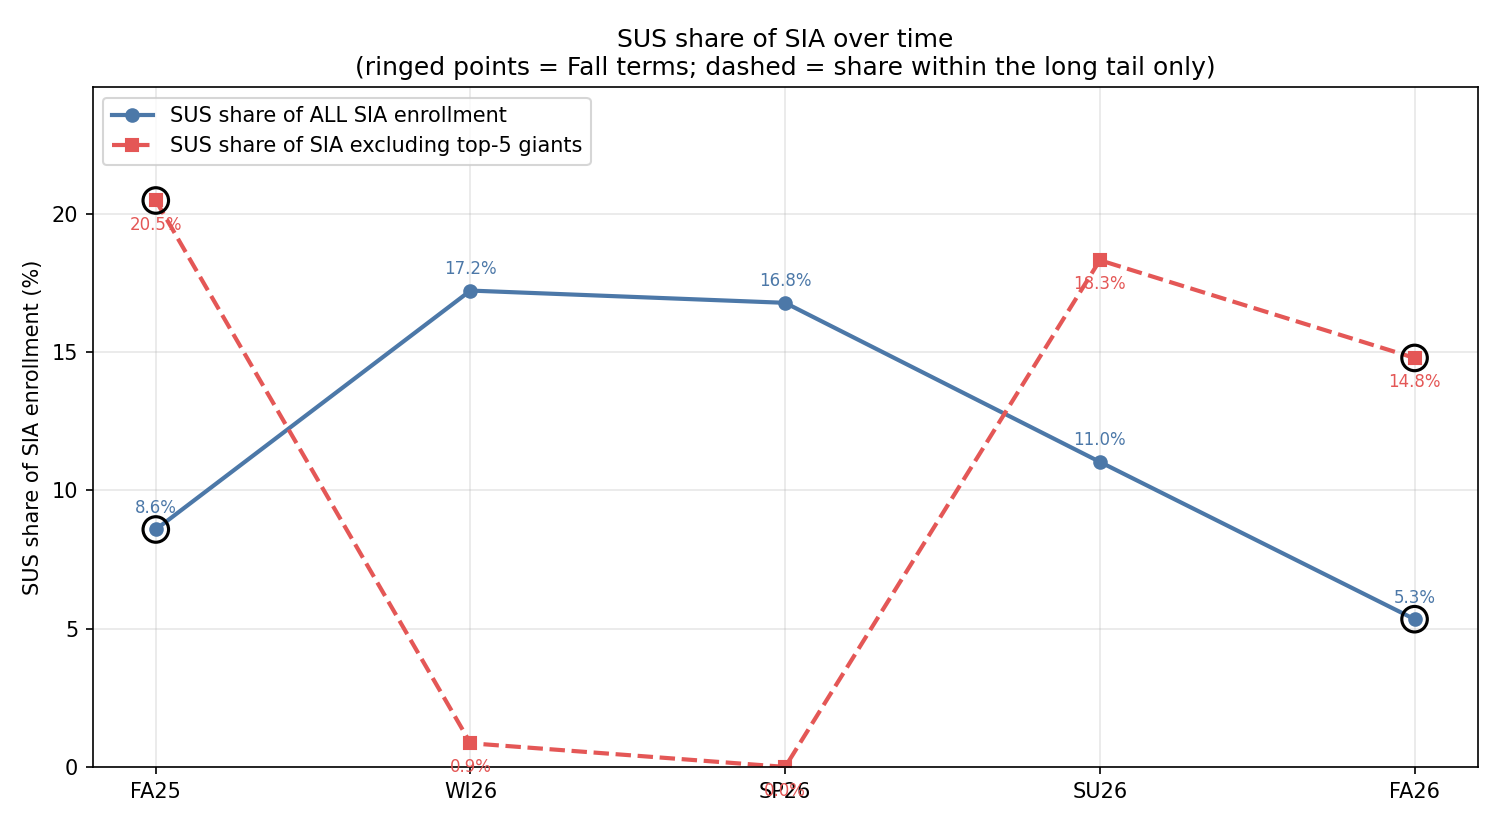 SUS share of SIA over time
(ringed points = Fall terms; dashed = share within the long tail only)
SUS share of ALL SIA enrollment
SUS share of SIA excluding top-5 giants
SUS share of SIA enrollment (%)
20
15
10
5
0
20.5%
17.2%
16.8%
18.3%
14.8%
11.0%
8.6%
5.3%
0.9%
0.0%
FA25
WI26
SP26
SU26
FA26